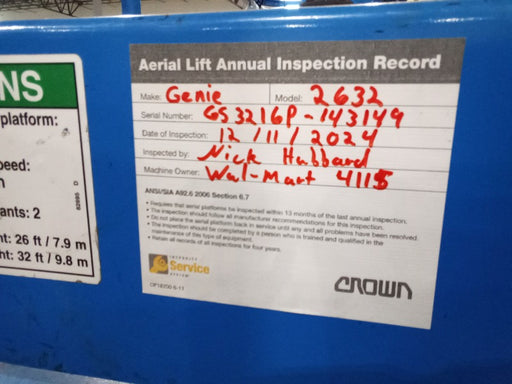 NS
platform:
peed:
ants: 2
ht: 26 ft / 7.9 m
ht: 32 ft / 9.8 m
82695 D
Aerial Lift Annual Inspection Record
Make: Genie Model: 2632
Serial Number: GS3216P-143149
Date of Inspection: 12/11/2024
Inspected by: Nick Habbard
Machine Owner: Wal-Mart 4115
ANSI/SIA A92.6 2006 Section 6.7
• Requires that aerial platforms be inspected within 13 months of the last annual inspection.
• The inspection should follow all manufacturer recommendations for this inspection.
• Do not place the aerial platform back in service until any and all problems have been resolved.
• The inspection should be completed by a person who is trained and qualified in the
maintenance of this type of equipment.
• Retain records of all inspections for four years.
INTEGRITY
Service
SYSTEM
CROWN